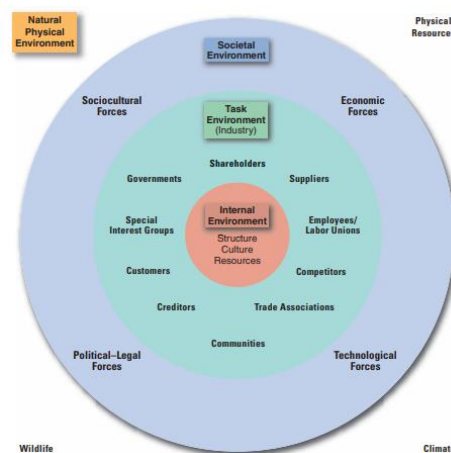 Natural
Physical
Environment
Physical
Resource
Societal
Environment
Sociocultural
Forces
Economic
Forces
Task
Environment
(Industry)
Shareholders
Governments
Suppliers
Special
Interest Groups
Internal
Environment
Structure
Culture
Resources
Employees/
Labor Unions
Customers
Competitors
Creditors
Trade Associations
Communities
Political–Legal
Forces
Technological
Forces
Wildlife
Climat